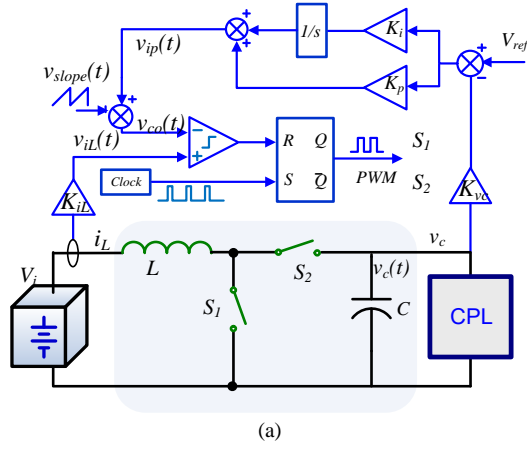 1/s
K_i
V_ref
v_ip(t)
K_p
v_slope(t)
v_co(t)
v_iL(t)
R Q
S Q̅
PWM
S_1
S_2
Clock
K_iL
K_vc
i_L
v_c
V_i
L
S_2
v_c(t)
S_1
C
CPL
(a)